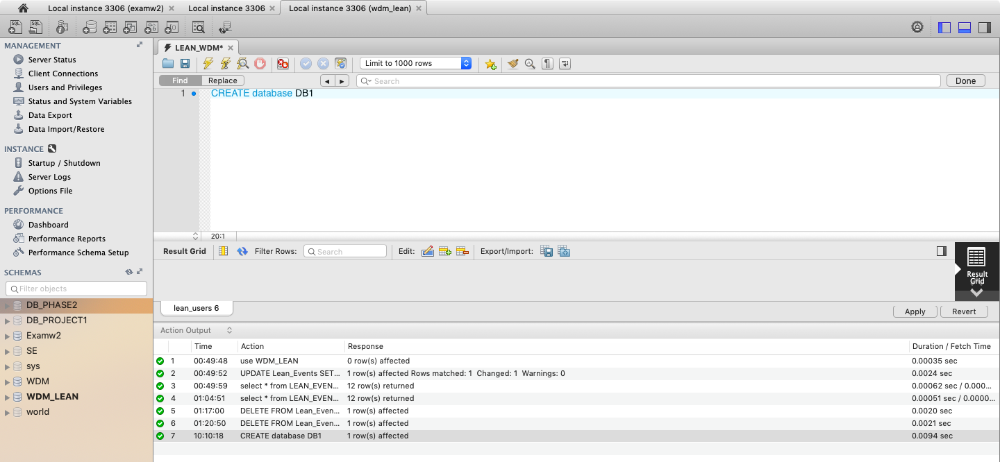 Local instance 3306 (examw2) Local instance 3306 Local instance 3306 (wdm_lean)
MANAGEMENT
Server Status
Client Connections
Users and Privileges
Status and System Variables
Data Export
Data Import/Restore
INSTANCE
Startup / Shutdown
Server Logs
Options File
PERFORMANCE
Dashboard
Performance Reports
Performance Schema Setup
SCHEMAS
Filter objects
DB_PHASE2
DB_PROJECT1
Examw2
SE
sys
WDM
WDM_LEAN
world
LEAN_WDM*
Limit to 1000 rows
Find Replace Search Done
1 CREATE database DB1
20:1
Result Grid Filter Rows: Search Edit: Export/Import:
Result
Grid
lean_users 6 Apply Revert
Action Output
Time Action Response Duration / Fetch Time
1 00:49:48 use WDM_LEAN 0 row(s) affected 0.00035 sec
2 00:49:52 UPDATE Lean_Events SET... 1 row(s) affected Rows matched: 1 Changed: 1 Warnings: 0 0.0024 sec
3 00:49:59 select * from LEAN_EVEN... 12 row(s) returned 0.00062 sec / 0.000...
4 01:04:51 select * from LEAN_EVEN... 12 row(s) returned 0.00051 sec / 0.0000...
5 01:17:00 DELETE FROM Lean_Even... 1 row(s) affected 0.0020 sec
6 01:20:50 DELETE FROM Lean_Even... 1 row(s) affected 0.0021 sec
7 10:10:18 CREATE database DB1 1 row(s) affected 0.0094 sec